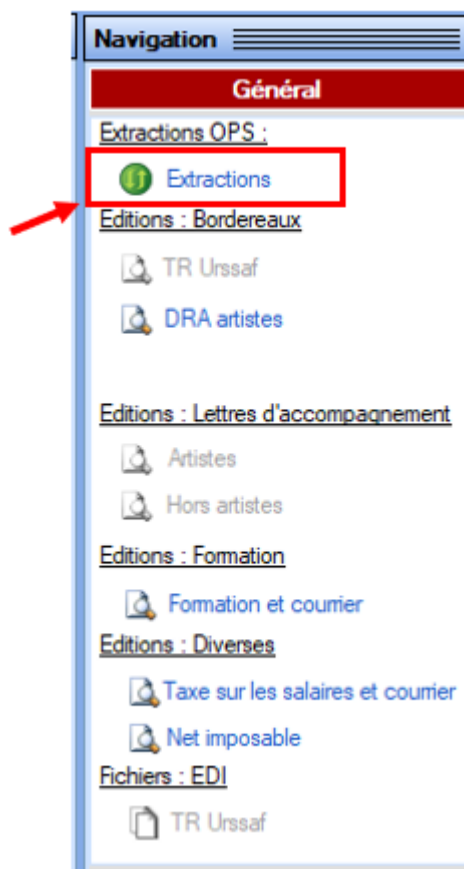 Navigation
Général
Extractions OPS :
Extractions
Editions : Bordereaux
TR Urssaf
DRA artistes
Editions : Lettres d'accompagnement
Artistes
Hors artistes
Editions : Formation
Formation et courrier
Editions : Diverses
Taxe sur les salaires et courrier
Net imposable
Fichiers : EDI
TR Urssaf